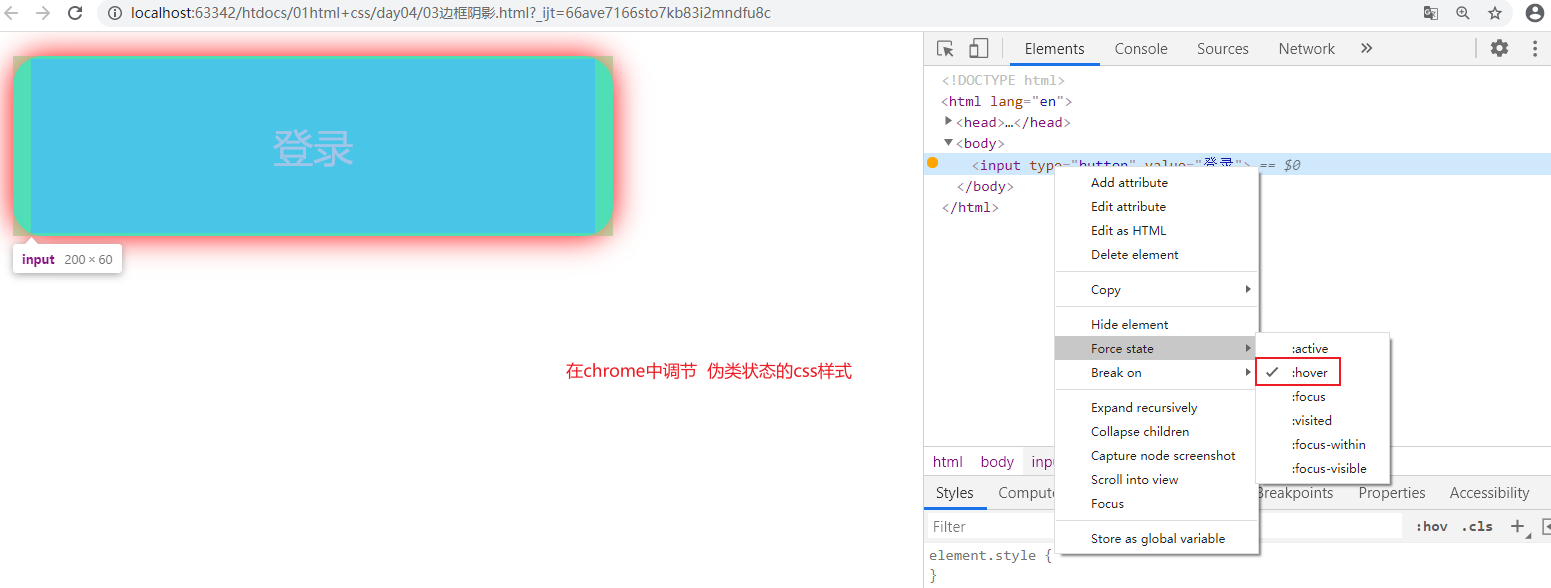 localhost:63342/htdocs/01html+css/day04/03边框阴影.html?_ijt=66ave7166sto7kb83i2mndfu8c
Elements Console Sources Network »
<!DOCTYPE html>
<html lang="en">
<head>…</head>
<body>
<input type="button" value="登录"> == $0
</body>
</html>
登录
input 200 × 60
在chrome中调节 伪类状态的css样式
Add attribute
Edit attribute
Edit as HTML
Delete element
Copy
Hide element
Force state
Break on
Expand recursively
Collapse children
Capture node screenshot
Scroll into view
Focus
Store as global variable
:active
:hover
:focus
:visited
:focus-within
:focus-visible
html body
Styles Breakpoints Properties Accessibility
Filter :hov .cls +
element.style {
}